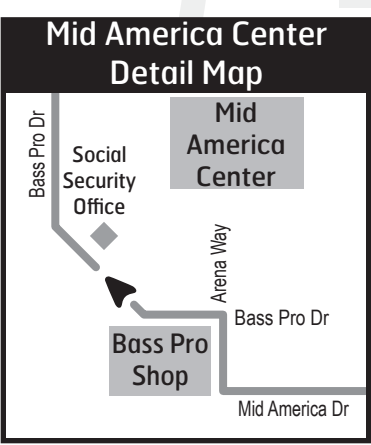 Mid America Center
Detail Map
Bass Pro Dr
Social
Security
Office
Mid
America
Center
Arena Way
Bass Pro Dr
Bass Pro
Shop
Mid America Dr